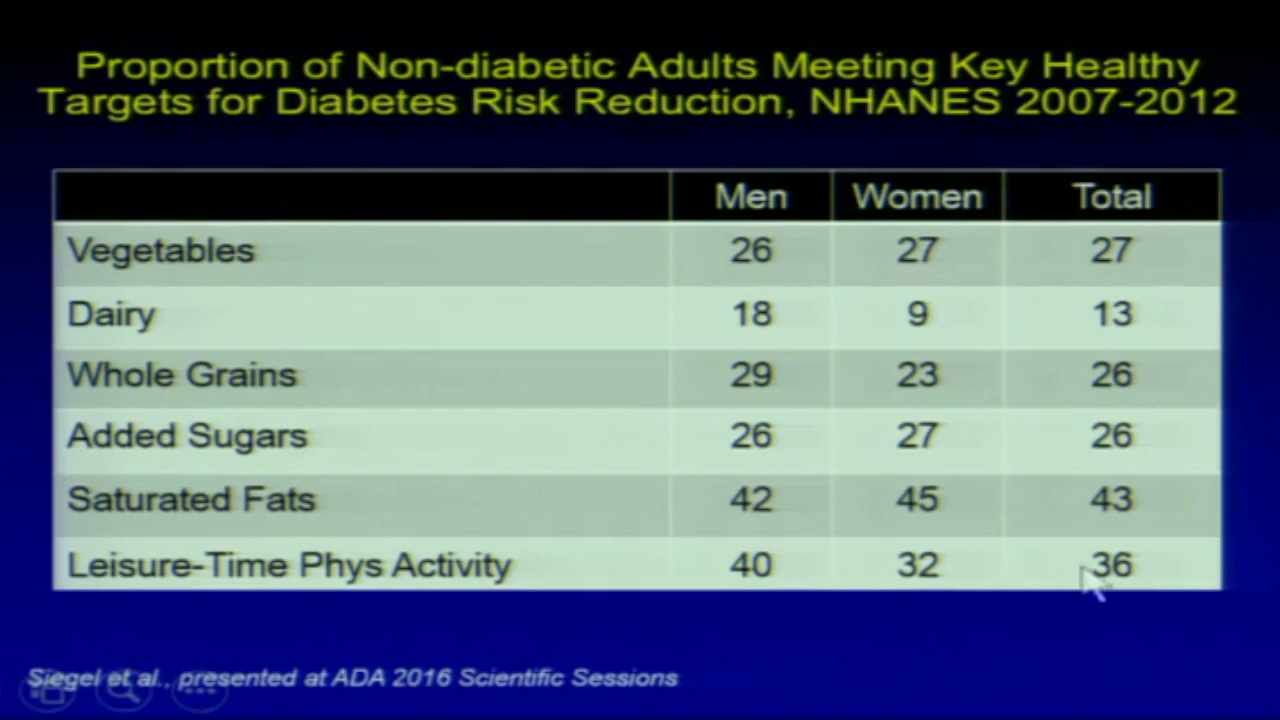 Proportion of Non-diabetic Adults Meeting Key Healthy
Targets for Diabetes Risk Reduction, NHANES 2007-2012
Men Women Total
Vegetables 26 27 27
Dairy 18 9 13
Whole Grains 29 23 26
Added Sugars 26 27 26
Saturated Fats 42 45 43
Leisure-Time Phys Activity 40 32 36
Siegel et al., presented at ADA 2016 Scientific Sessions